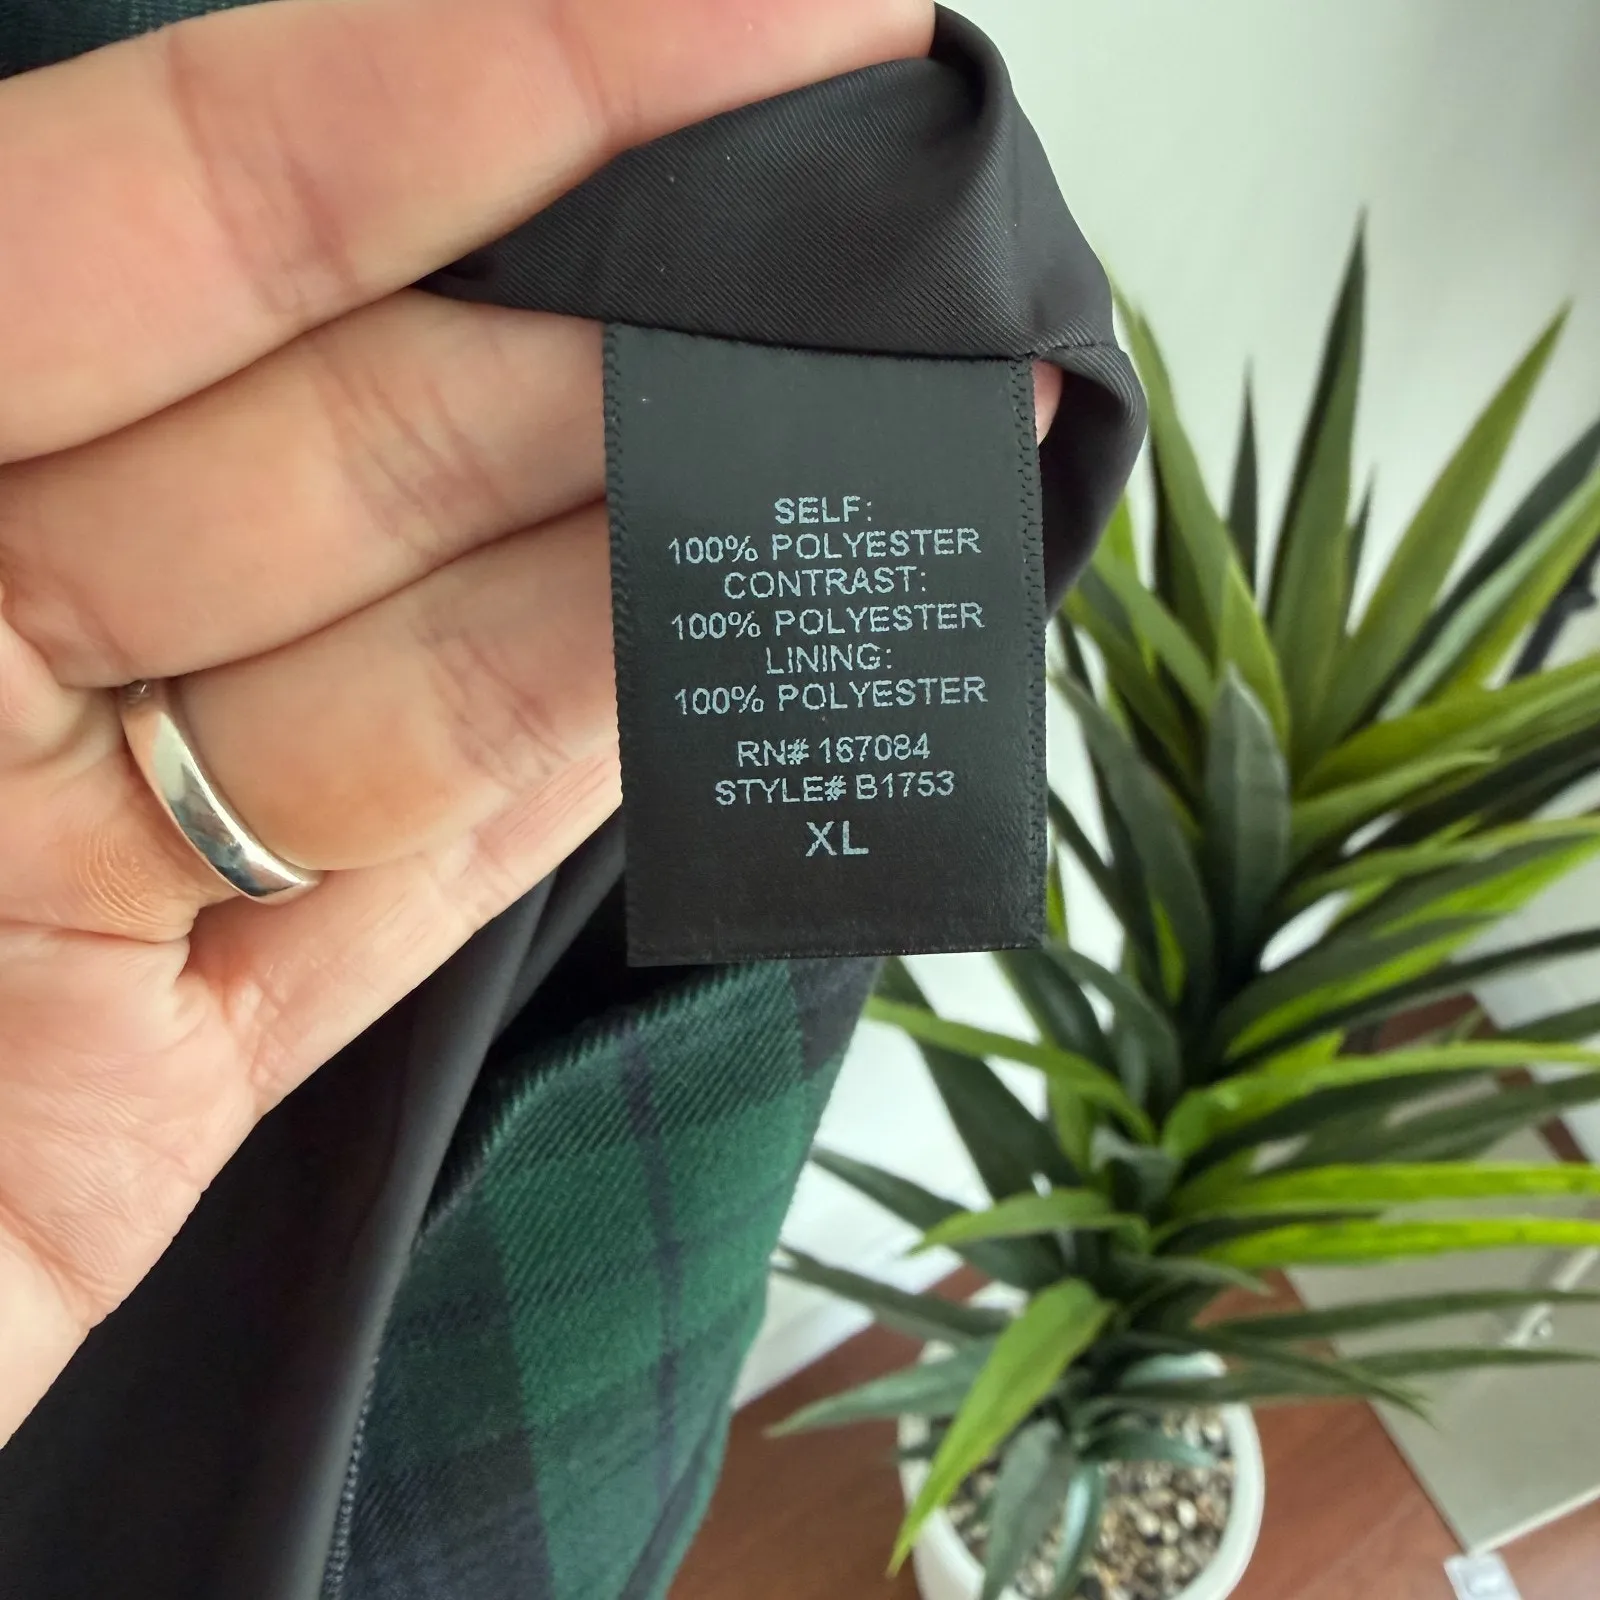 SELF:
100% POLYESTER
CONTRAST:
100% POLYESTER
LINING:
100% POLYESTER
RN# 167084
STYLE# B1753
XL